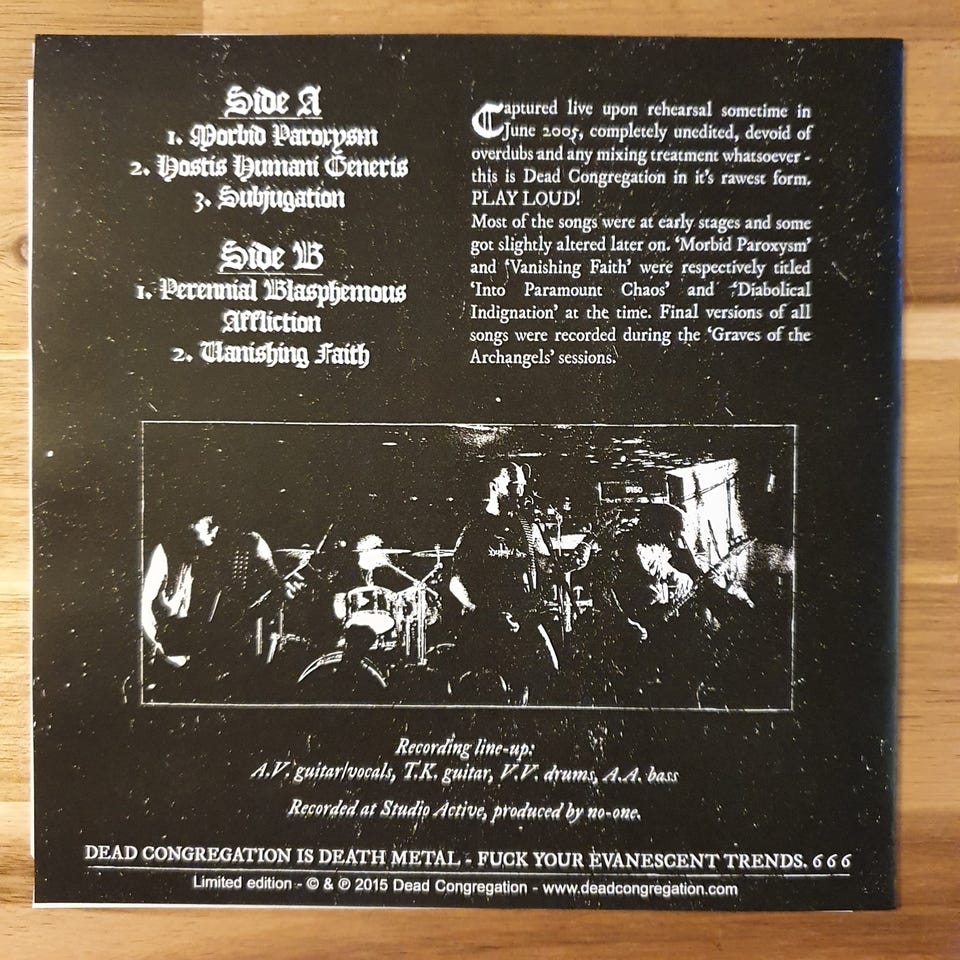 Side A
1. Morbid Paroxysm
2. Hostis Humani Generis
3. Subjugation
Side B
1. Perennial Blasphemous
Affliction
2. Vanishing Faith
Captured live upon rehearsal sometime in
June 2005, completely unedited, devoid of
overdubs and any mixing treatment whatsoever -
this is Dead Congregation in it's rawest form.
PLAY LOUD!
Most of the songs were at early stages and some
got slightly altered later on. 'Morbid Paroxysm'
and 'Vanishing Faith' were respectively titled
'Into Paramount Chaos' and 'Diabolical
Indignation' at the time. Final versions of all
songs were recorded during the 'Graves of the
Archangels' sessions.
5150
Recording line-up:
A.V. guitar/vocals, T.K. guitar, V.V. drums, A.A. bass
Recorded at Studio Active, produced by no-one.
DEAD CONGREGATION IS DEATH METAL - FUCK YOUR EVANESCENT TRENDS. 6 6 6
Limited edition - © & ℗ 2015 Dead Congregation - www.deadcongregation.com